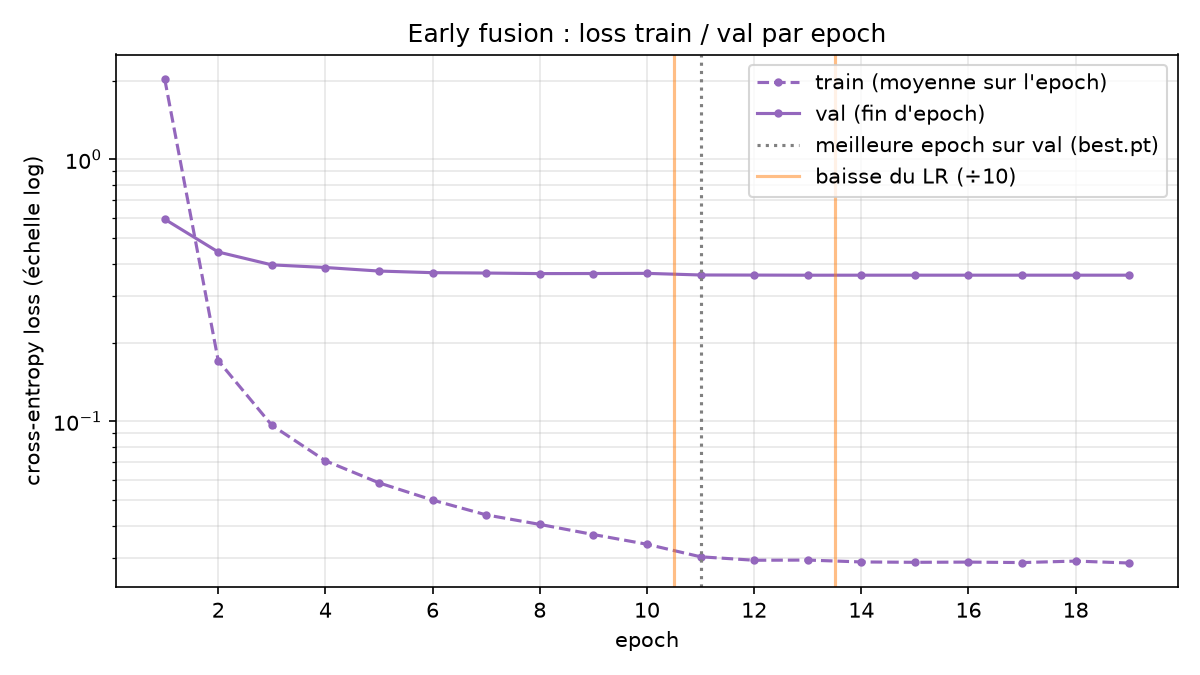 Early fusion : loss train / val par epoch
train (moyenne sur l'epoch)
val (fin d'epoch)
meilleure epoch sur val (best.pt)
baisse du LR (÷10)
cross-entropy loss (échelle log)
10⁰
10⁻¹
2 4 6 8 10 12 14 16 18
epoch